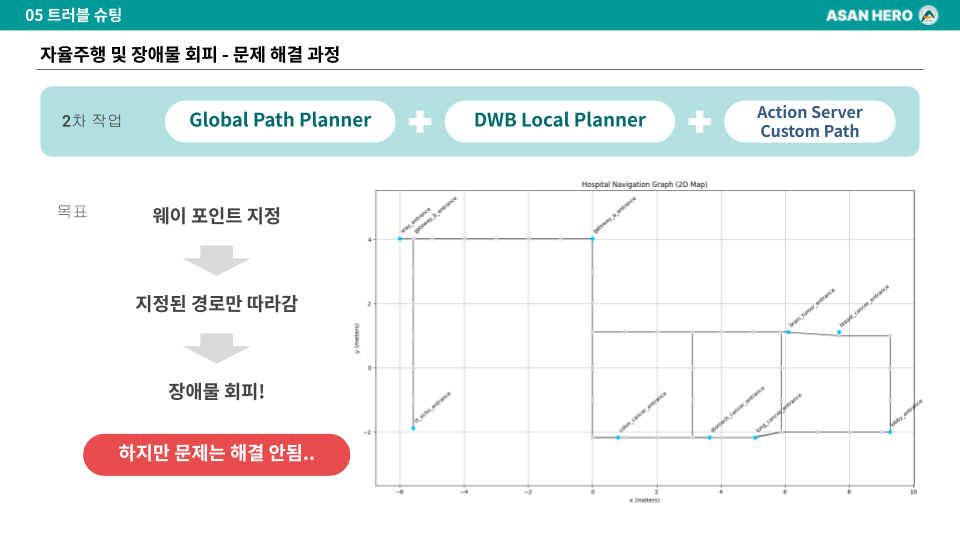 05 트러블 슈팅
ASAN HERO
자율주행 및 장애물 회피 - 문제 해결 과정
2차 작업
Global Path Planner
DWB Local Planner
Action Server
Custom Path
목표
웨이 포인트 지정
지정된 경로만 따라감
장애물 회피!
하지만 문제는 해결 안됨..
Hospital Navigation Graph (2D Map)
gateway_b_entrance
gateway_a_entrance
brain_tumor_entrance
breast_cancer_entrance
colon_cancer_entrance
stomach_cancer_entrance
lung_cancer_entrance
lobby_entrance
y (meters)
4
2
0
−2
−6
−4
−2
0
2
4
6
8
10
x (meters)